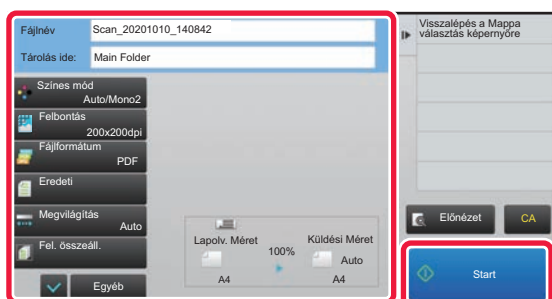 Fájlnév
Scan_20201010_140842
Tárolás ide:
Main Folder
Színes mód
Auto/Mono2
Felbontás
200x200dpi
Fájlformátum
PDF
Eredeti
Megvilágítás
Auto
Fel. összeáll.
Egyéb
Lapolv. Méret
100%
Küldési Méret
Auto
A4
A4
Visszalépés a Mappa
választás képernyőre
Előnézet
CA
Start